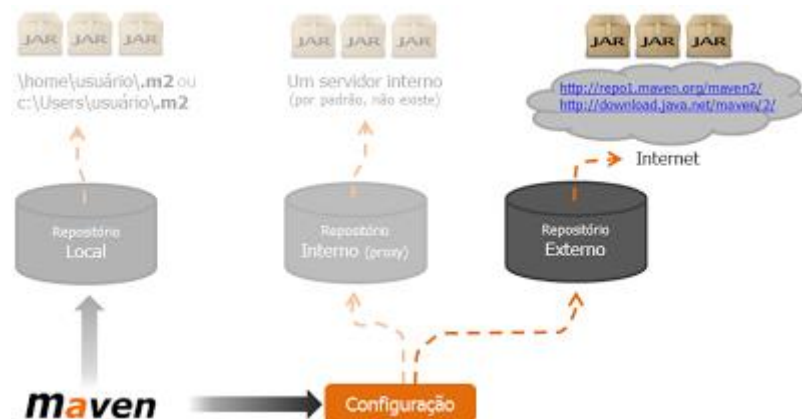 JAR JAR JAR
\home\usuário\.m2 ou
c:\Users\usuário\.m2
JAR JAR JAR
Um servidor interno
(por padrão, não existe)
JAR JAR JAR
http://repo1.maven.org/maven2/
http://download.java.net/maven/2/
Internet
Repositório
Local
Repositório
Interno (proxy)
Repositório
Externo
maven
Configuração